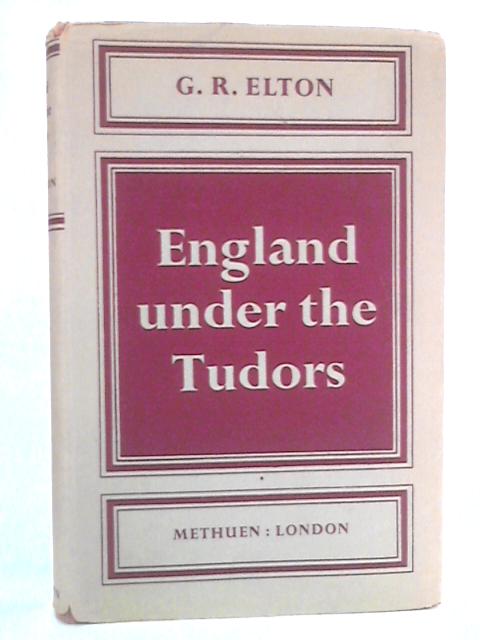 G. R. ELTON
England
under the
Tudors
METHUEN : LONDON